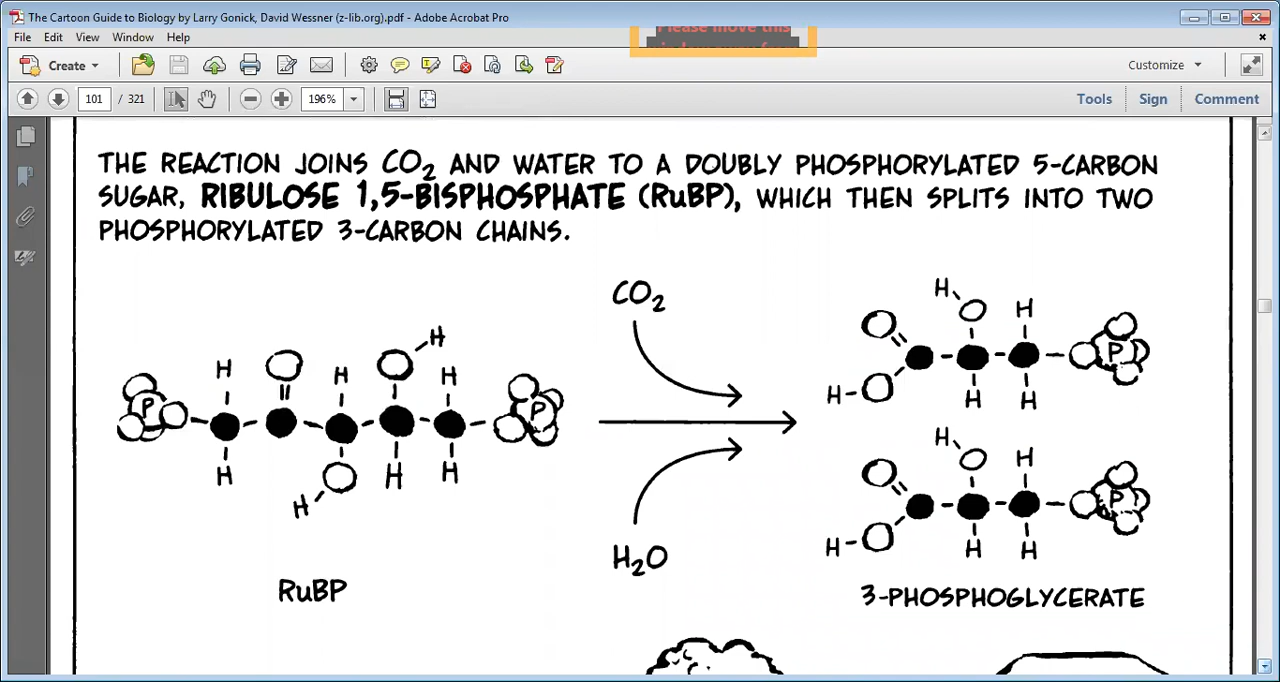 The Cartoon Guide to Biology by Larry Gonick, David Wessner (z-lib.org).pdf - Adobe Acrobat Pro
File Edit View Window Help
Please move this
Create
Customize
101 / 321
196%
Tools Sign Comment
THE REACTION JOINS CO2 AND WATER TO A DOUBLY PHOSPHORYLATED 5-CARBON
SUGAR, RIBULOSE 1,5-BISPHOSPHATE (RuBP), WHICH THEN SPLITS INTO TWO
PHOSPHORYLATED 3-CARBON CHAINS.
CO2
H H
H
H H H
P P
H H H
H
H2O
RuBP
H H
P
H H H
H H
P
H H H
3-PHOSPHOGLYCERATE